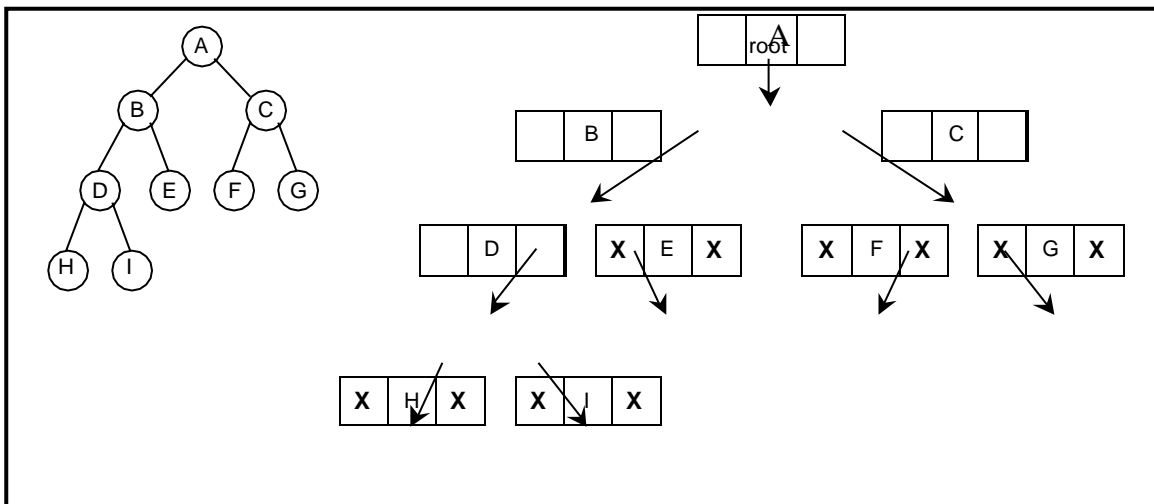 A
B C
D E F G
H I
A
root
B C
D X E X X F X X G X
X H X X I X